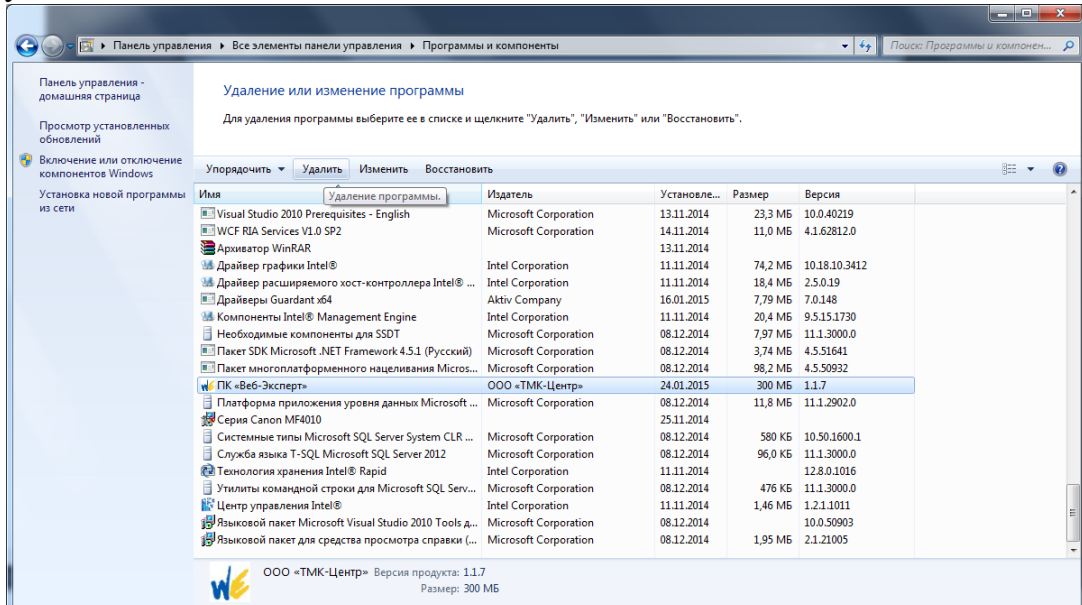 Панель управления ▸ Все элементы панели управления ▸ Программы и компоненты
Поиск: Программы и компонен...
Панель управления -
домашняя страница
Просмотр установленных
обновлений
Включение или отключение
компонентов Windows
Установка новой программы
из сети
Удаление или изменение программы
Для удаления программы выберите ее в списке и щелкните "Удалить", "Изменить" или "Восстановить".
Упорядочить Удалить Изменить Восстановить
Имя Издатель Установле... Размер Версия
Удаление программы.
Visual Studio 2010 Prerequisites - English Microsoft Corporation 13.11.2014 23,3 МБ 10.0.40219
WCF RIA Services V1.0 SP2 Microsoft Corporation 14.11.2014 11,0 МБ 4.1.62812.0
Архиватор WinRAR 13.11.2014
Драйвер графики Intel® Intel Corporation 11.11.2014 74,2 МБ 10.18.10.3412
Драйвер расширяемого хост-контроллера Intel® ... Intel Corporation 11.11.2014 18,4 МБ 2.5.0.19
Драйверы Guardant x64 Aktiv Company 16.01.2015 7,79 МБ 7.0.148
Компоненты Intel® Management Engine Intel Corporation 11.11.2014 20,4 МБ 9.5.15.1730
Необходимые компоненты для SSDT Microsoft Corporation 08.12.2014 7,97 МБ 11.1.3000.0
Пакет SDK Microsoft .NET Framework 4.5.1 (Русский) Microsoft Corporation 08.12.2014 3,74 МБ 4.5.51641
Пакет многоплатформенного нацеливания Micros... Microsoft Corporation 08.12.2014 98,2 МБ 4.5.50932
ПК «Веб-Эксперт» ООО «ТМК-Центр» 24.01.2015 300 МБ 1.1.7
Платформа приложения уровня данных Microsoft ... Microsoft Corporation 08.12.2014 11,8 МБ 11.1.2902.0
Серия Canon MF4010 25.11.2014
Системные типы Microsoft SQL Server System CLR ... Microsoft Corporation 08.12.2014 580 КБ 10.50.1600.1
Служба языка T-SQL Microsoft SQL Server 2012 Microsoft Corporation 08.12.2014 96,0 КБ 11.1.3000.0
Технология хранения Intel® Rapid Intel Corporation 11.11.2014 12.8.0.1016
Утилиты командной строки для Microsoft SQL Serv... Microsoft Corporation 08.12.2014 476 КБ 11.1.3000.0
Центр управления Intel® Intel Corporation 11.11.2014 1,46 МБ 1.2.1.1011
Языковой пакет Microsoft Visual Studio 2010 Tools д... Microsoft Corporation 08.12.2014 10.0.50903
Языковой пакет для средства просмотра справки (... Microsoft Corporation 08.12.2014 1,95 МБ 2.1.21005
ООО «ТМК-Центр» Версия продукта: 1.1.7
Размер: 300 МБ